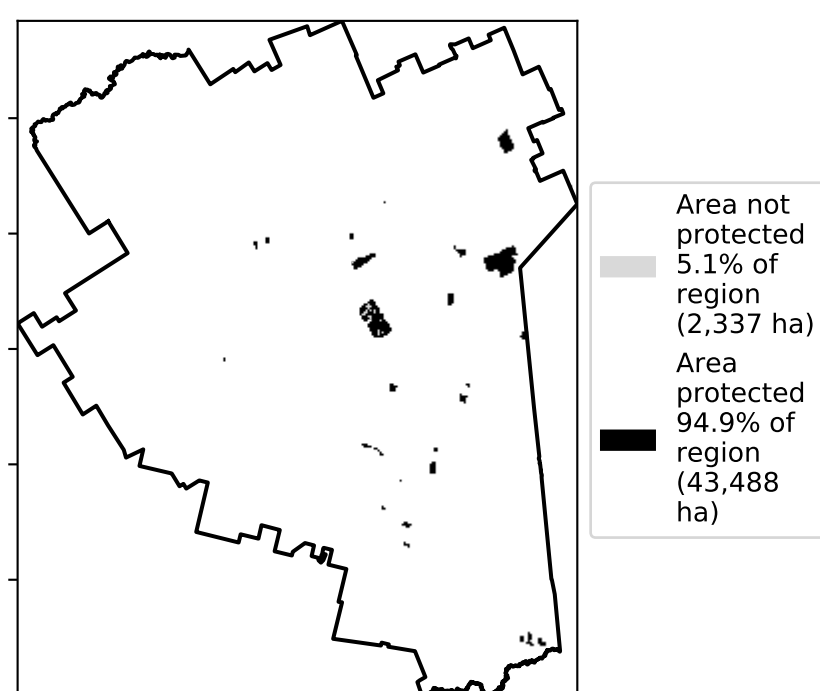 Area not
protected
5.1% of
region
(2,337 ha)
Area
protected
94.9% of
region
(43,488
ha)